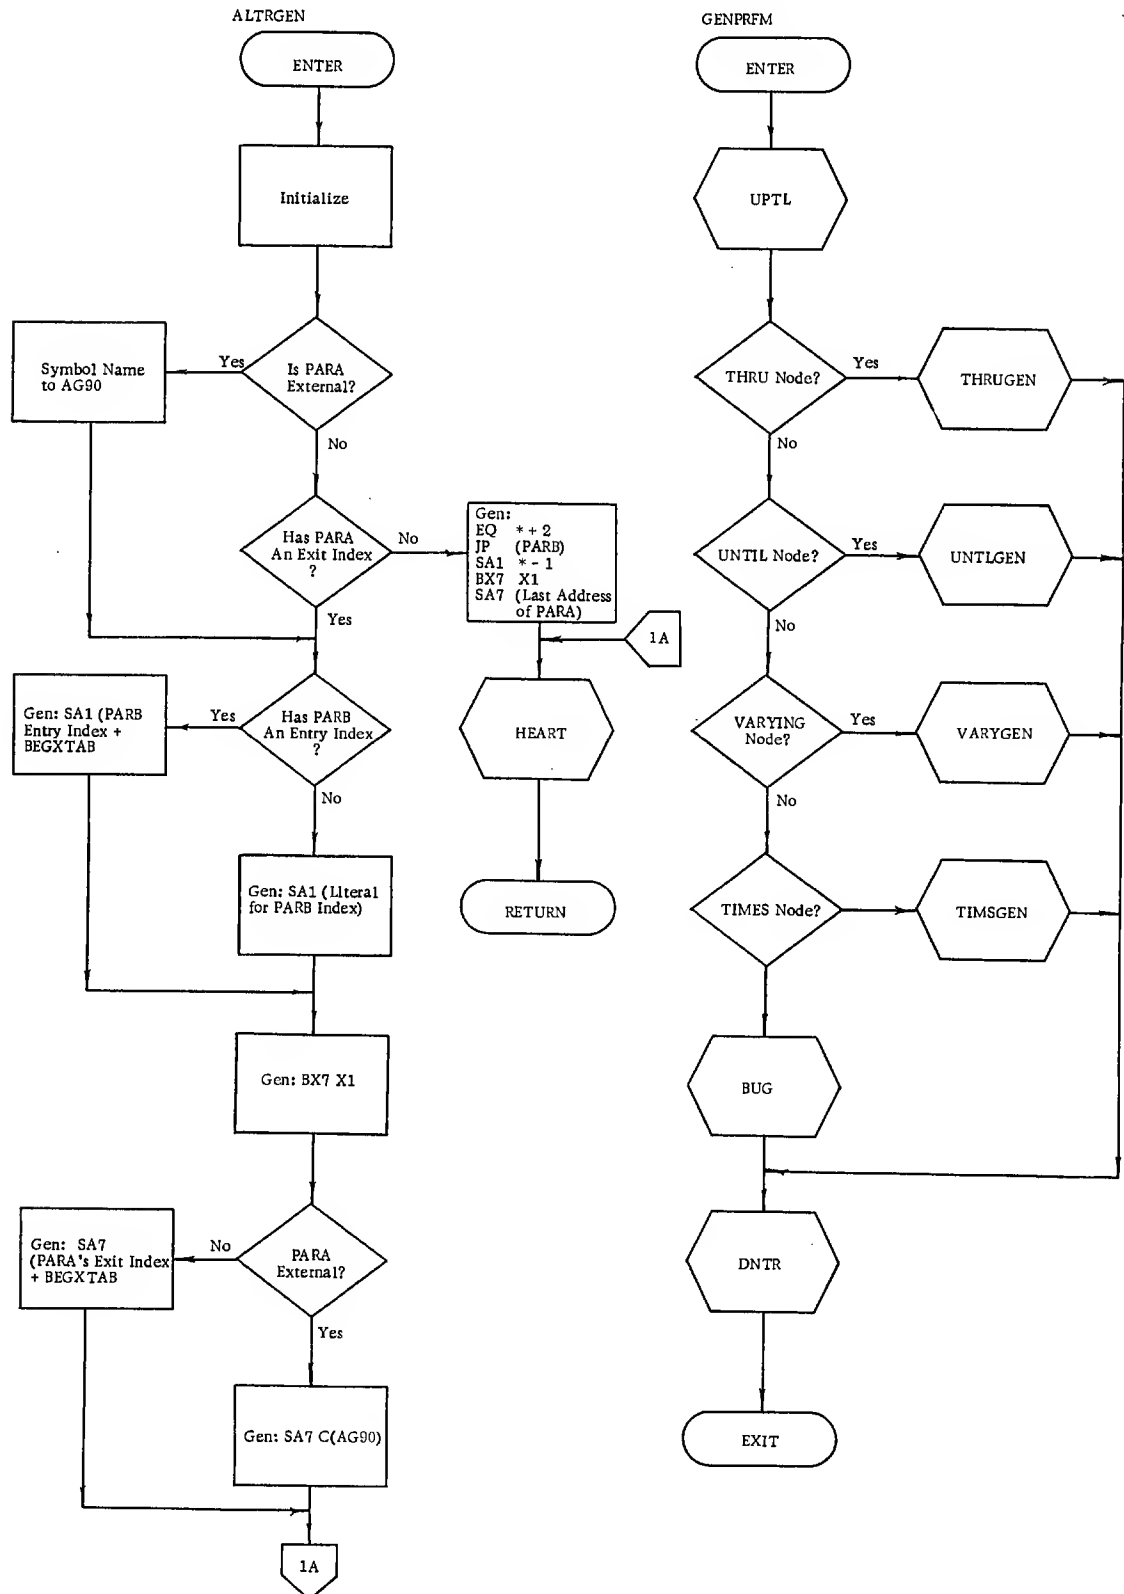 ALTRGEN
ENTER
Initialize
Is PARA
External?
Yes
Symbol Name
to AG90
No
Has PARA
An Exit Index
?
No
Gen:
EQ * + 2
JP (PARB)
SA1 * - 1
BX7 X1
SA7 (Last Address
of PARA)
1A
HEART
RETURN
Yes
Has PARB
An Entry Index
?
Yes
Gen: SA1 (PARB
Entry Index +
BEGXTAB
No
Gen: SA1 (Literal
for PARB Index)
Gen: BX7 X1
PARA
External?
No
Gen: SA7
(PARA's Exit Index
+ BEGXTAB
Yes
Gen: SA7 C(AG90)
1A
GENPRFM
ENTER
UPTL
THRU Node?
Yes
THRUGEN
No
UNTIL Node?
Yes
UNTLGEN
No
VARYING
Node?
Yes
VARYGEN
No
TIMES Node?
TIMSGEN
BUG
DNTR
EXIT